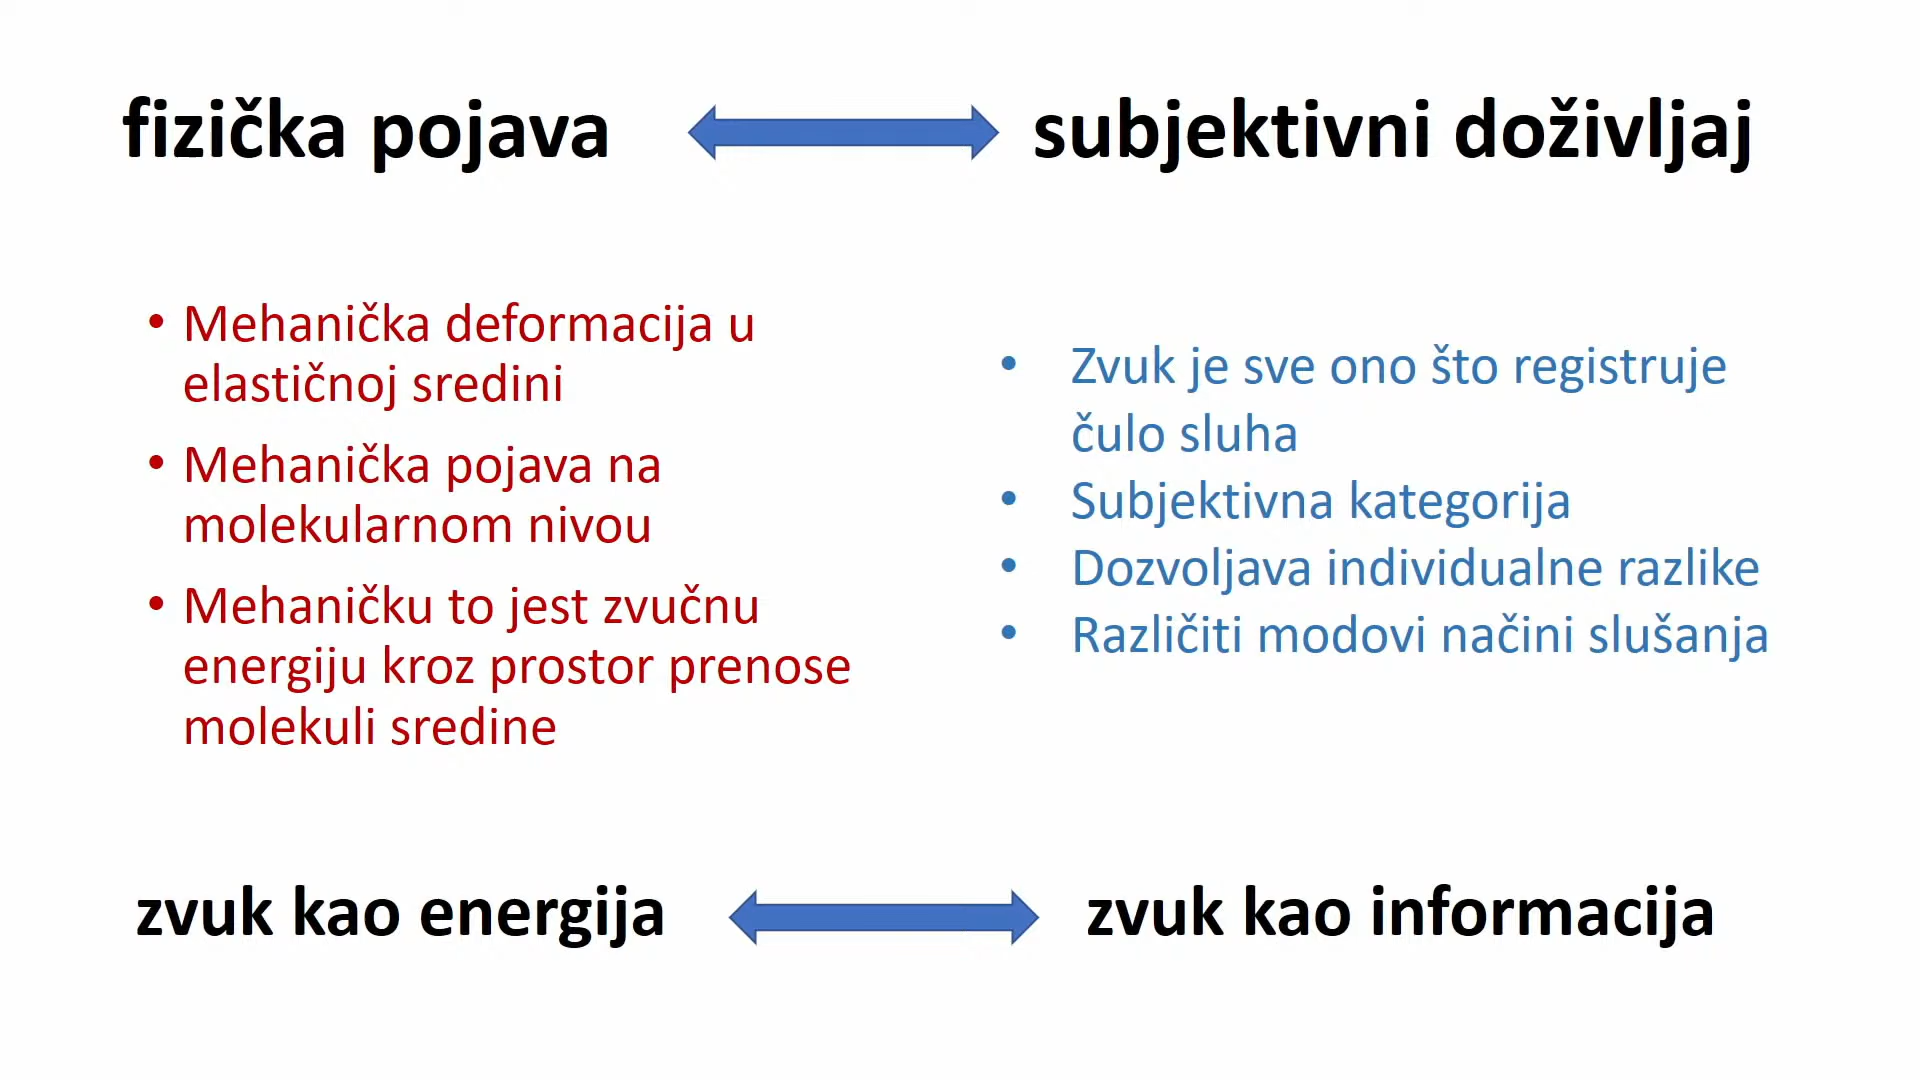 fizička pojava
subjektivni doživljaj
• Mehanička deformacija u
elastičnoj sredini
• Mehanička pojava na
molekularnom nivou
• Mehaničku to jest zvučnu
energiju kroz prostor prenose
molekuli sredine
• Zvuk je sve ono što registruje
čulo sluha
• Subjektivna kategorija
• Dozvoljava individualne razlike
• Različiti modovi načini slušanja
zvuk kao energija
zvuk kao informacija